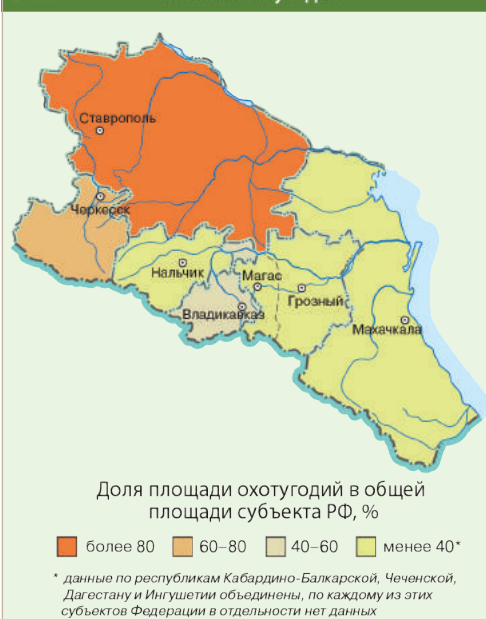 Ставрополь
Черкесск
Нальчик
Магас
Грозный
Владикавказ
Махачкала
Доля площади охотугодий в общей
площади субъекта РФ, %
более 80 60–80 40–60 менее 40*
* данные по республикам Кабардино-Балкарской, Чеченской,
Дагестану и Ингушетии объединены, по каждому из этих
субъектов Федерации в отдельности нет данных